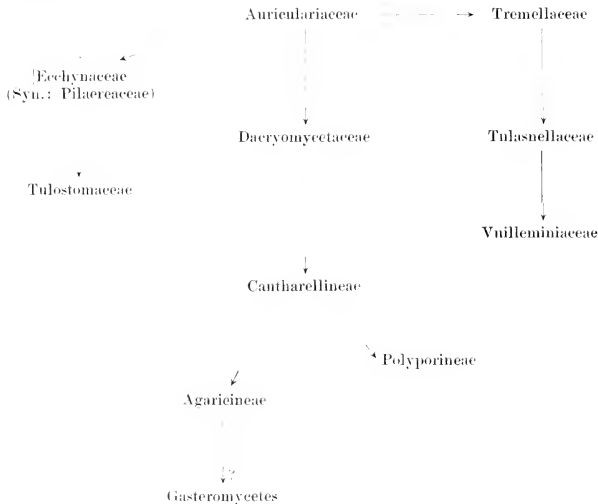 Auriculariaceae Tremellaceae
Ecchynaceae
(Syn.: Pilacreaceae)
Dacryomycetaceae Tulasnellaceae
Tulostomaceae
Vuilleminiaceae
Cantharellineae
Polyporineae
Agaricineae
?
Gasteromycetes